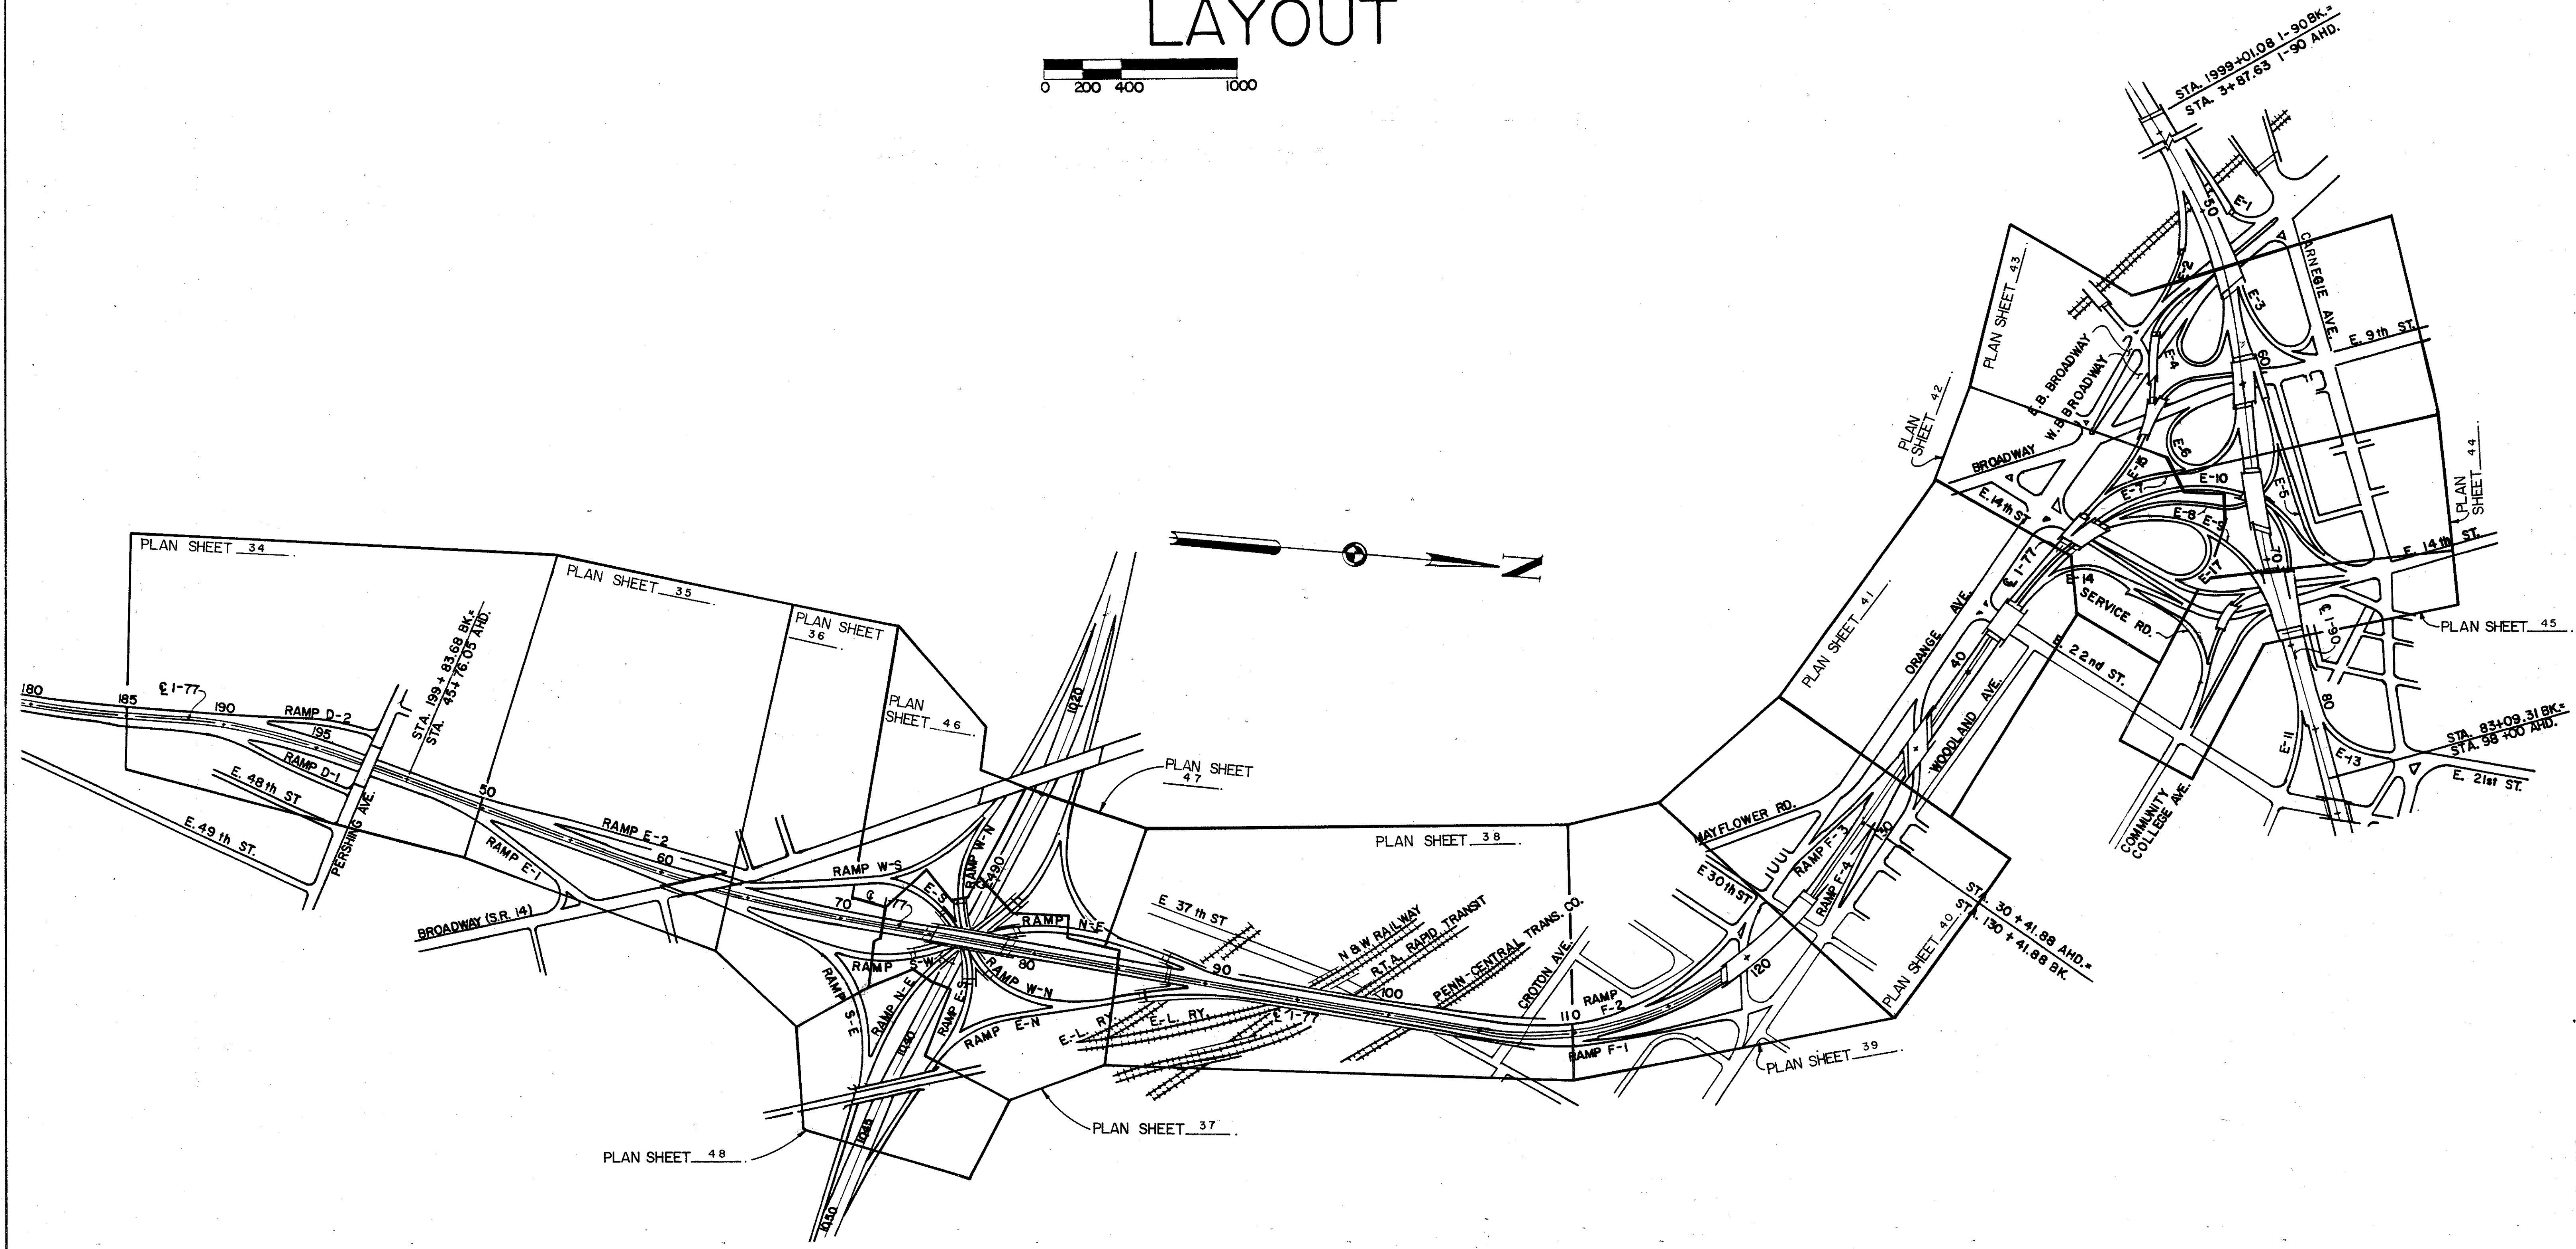 LAYOUT
0 200 400 1000
STA. 1999+01.08 I-90 BK.=
STA. 3+87.63 I-90 AHD.
PLAN SHEET 34.
PLAN SHEET 35.
PLAN SHEET
36.
PLAN
SHEET 46.
PLAN SHEET
47.
180
185
℄ I-77
190
RAMP D-2
195
RAMP D-1
E. 48th ST
E. 49th ST.
PERSHING AVE.
STA. 199+83.68 BK.=
STA. 45+76.05 AHD.
50
RAMP E-2
60
RAMP E-1
BROADWAY (S.R. 14)
RAMP W-S
70
℄ I-77
E-S
RAMP W-N
℄ I-490
1020
RAMP N-E
RAMP S-W
RAMP S-E
RAMP N-E
RAMP E-S
RAMP W-N
RAMP E-N
80
1040
1045
1050
PLAN SHEET 48.
PLAN SHEET 37.
N
PLAN SHEET 38.
E 37th ST
90
N & W RAILWAY
R.T.A. RAPID TRANSIT
PENN-CENTRAL TRANS. CO.
100
E-L. RY.
E-L. RY.
℄ I-77
CROTON AVE.
110
RAMP
F-2
RAMP F-1
PLAN SHEET 39.
120
E 30th ST
MAYFLOWER RD.
RAMP F-3
RAMP F-4
130
PLAN SHEET 40.
STA. 30+41.88 AHD.=
STA. 130+41.88 BK.
PLAN SHEET 41.
ORANGE AVE.
40
WOODLAND AVE.
℄ I-77
E-14
SERVICE RD.
E. 22nd ST.
COMMUNITY
COLLEGE AVE.
PLAN
SHEET 42.
PLAN SHEET 43.
BROADWAY
E. 14th ST
E.B. BROADWAY
W.B. BROADWAY
E-1
50
E-2
E-3
E-4
CARNEGIE AVE.
E. 9th ST.
60
E-6
E-7
E-10
E-8
E-9
E-5
E-17
70
E. 14th ST.
PLAN
SHEET 44.
PLAN SHEET 45.
℄ I-90
80
E-11
E-13
STA. 83+09.31 BK.=
STA. 98+00 AHD.
E. 21st ST.